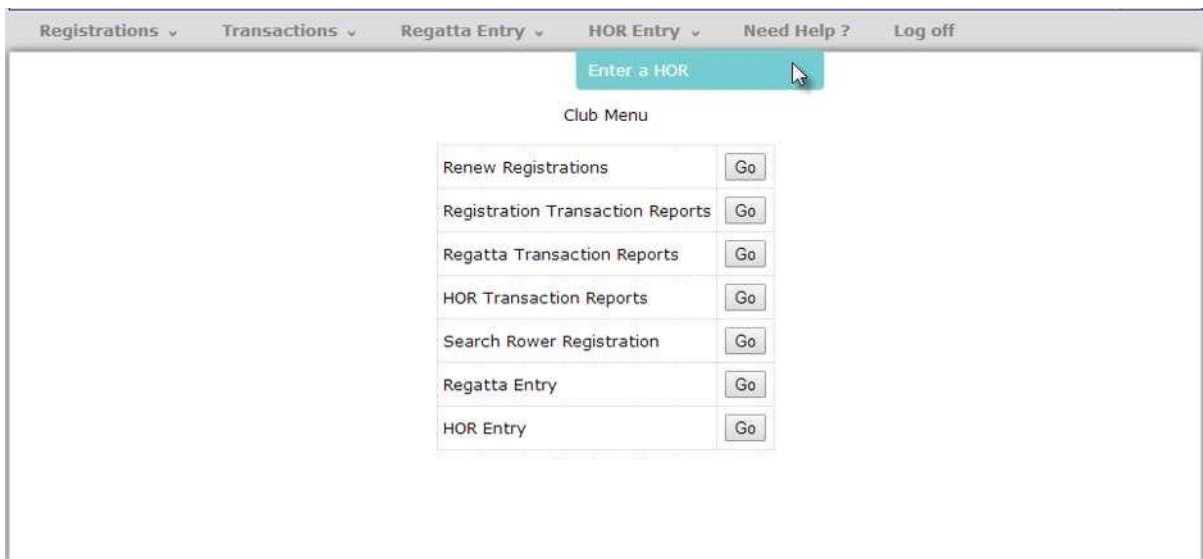 Registrations Transactions Regatta Entry HOR Entry Need Help ? Log off
Enter a HOR
Club Menu
Renew Registrations Go
Registration Transaction Reports Go
Regatta Transaction Reports Go
HOR Transaction Reports Go
Search Rower Registration Go
Regatta Entry Go
HOR Entry Go